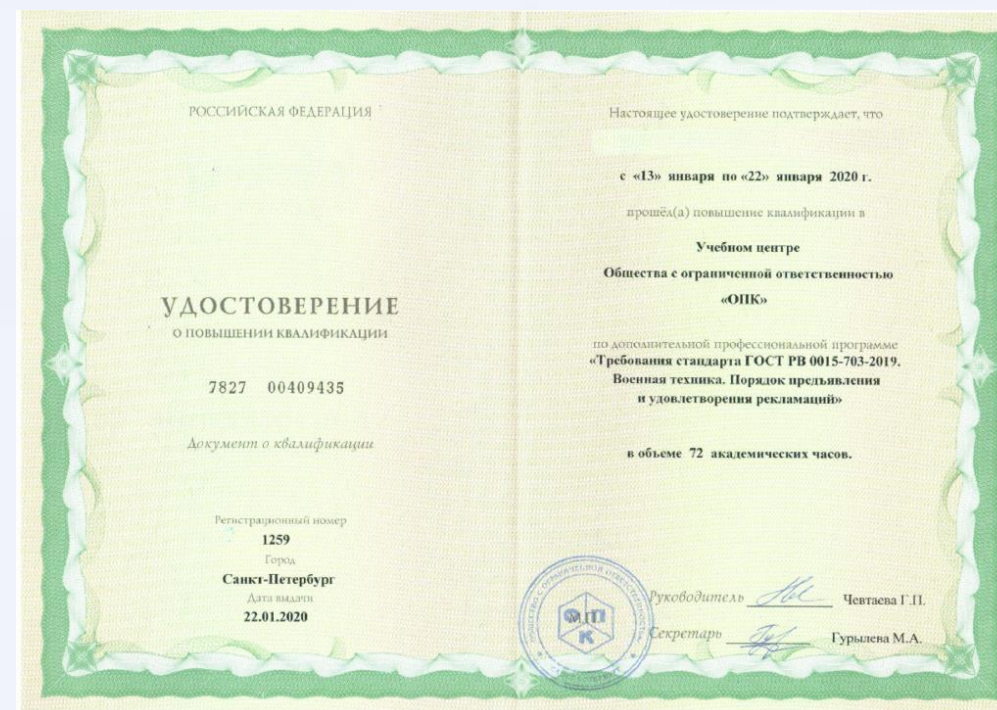 РОССИЙСКАЯ ФЕДЕРАЦИЯ
УДОСТОВЕРЕНИЕ
О ПОВЫШЕНИИ КВАЛИФИКАЦИИ
7827 00409435
Документ о квалификации
Регистрационный номер
1259
Город
Санкт-Петербург
Дата выдачи
22.01.2020
Настоящее удостоверение подтверждает, что
с «13» января по «22» января 2020 г.
прошёл(а) повышение квалификации в
Учебном центре
Общества с ограниченной ответственностью
«ОПК»
по дополнительной профессиональной программе
«Требования стандарта ГОСТ РВ 0015-703-2019.
Военная техника. Порядок предъявления
и удовлетворения рекламаций»
в объеме 72 академических часов.
М.П.
ОПК
Руководитель Чевтаева Г.П.
Секретарь Гурылева М.А.